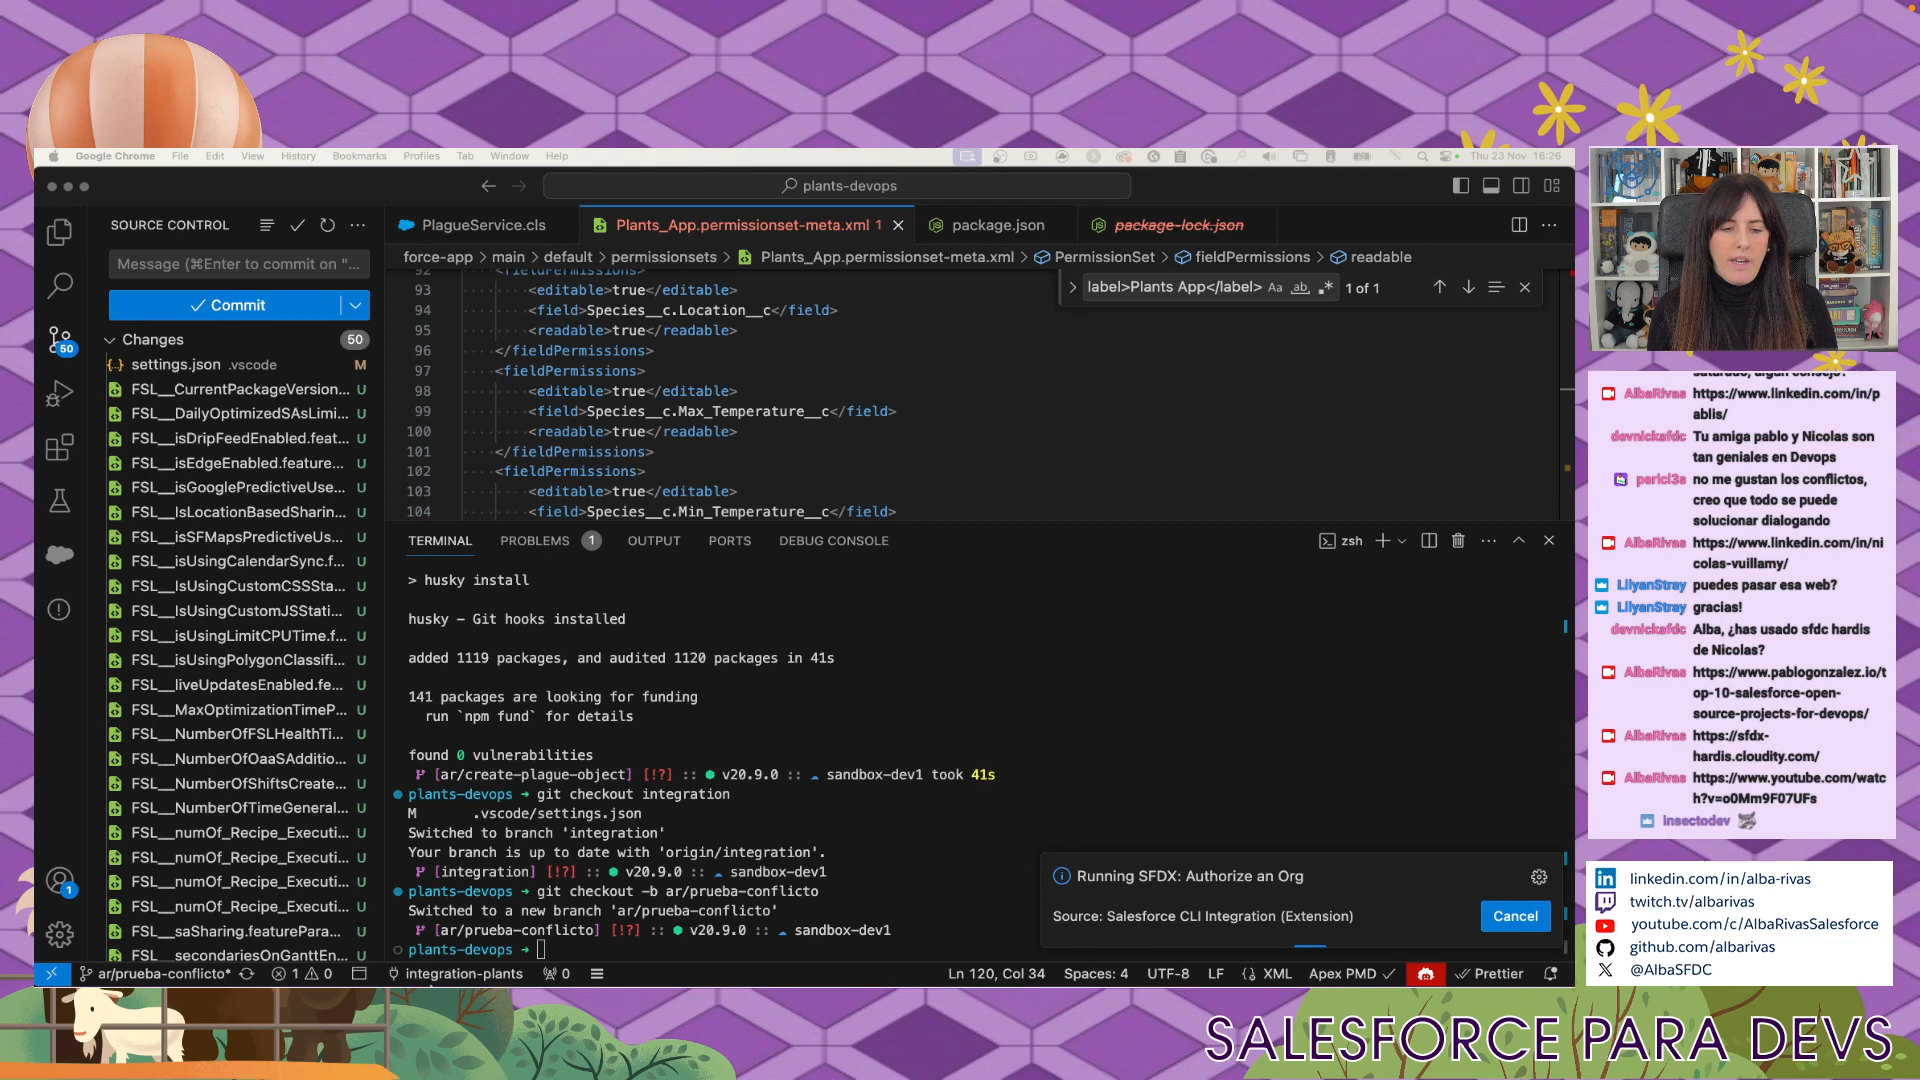 Google Chrome File Edit View History Bookmarks Profiles Tab Window Help
Thu 23 Nov 16:26
plants-devops
SOURCE CONTROL
PlagueService.cls
Plants_App.permissionset-meta.xml 1
package.json
package-lock.json
force-app > main > default > permissionsets > Plants_App.permissionset-meta.xml > PermissionSet > fieldPermissions > readable
Message (⌘Enter to commit on "...
Commit
Changes 50
50
settings.json .vscode M
FSL__CurrentPackageVersion... U
FSL__DailyOptimizedSAsLimi... U
FSL__isDripFeedEnabled.feat... U
FSL__isEdgeEnabled.feature... U
FSL__isGooglePredictiveUse... U
FSL__IsLocationBasedSharin... U
FSL__isSFMapsPredictiveUs... U
FSL__isUsingCalendarSync.f... U
FSL__IsUsingCustomCSSSta... U
FSL__IsUsingCustomJSStati... U
FSL__isUsingLimitCPUTime.f... U
FSL__isUsingPolygonClassifi... U
FSL__liveUpdatesEnabled.fe... U
FSL__MaxOptimizationTimeP... U
FSL__NumberOfFSLHealthTi... U
FSL__NumberOfOaaSAdditio... U
FSL__NumberOfShiftsCreate... U
FSL__NumberOfTimeGeneral... U
FSL__numOf_Recipe_Executi... U
FSL__numOf_Recipe_Executi... U
FSL__numOf_Recipe_Executi... U
FSL__numOf_Recipe_Executi... U
FSL__saSharing.featurePara... U
FSL__secondariesOnGanttEn... U
1
label>Plants App</label> Aa ab 1 of 1
92 <fieldPermissions>
93 <editable>true</editable>
94 <field>Species__c.Location__c</field>
95 <readable>true</readable>
96 </fieldPermissions>
97 <fieldPermissions>
98 <editable>true</editable>
99 <field>Species__c.Max_Temperature__c</field>
100 <readable>true</readable>
101 </fieldPermissions>
102 <fieldPermissions>
103 <editable>true</editable>
104 <field>Species__c.Min_Temperature__c</field>
TERMINAL PROBLEMS 1 OUTPUT PORTS DEBUG CONSOLE
zsh
> husky install
husky – Git hooks installed
added 1119 packages, and audited 1120 packages in 41s
141 packages are looking for funding
run `npm fund` for details
found 0 vulnerabilities
[ar/create-plague-object] [!?] :: v20.9.0 :: sandbox-dev1 took 41s
plants-devops → git checkout integration
M .vscode/settings.json
Switched to branch 'integration'
Your branch is up to date with 'origin/integration'.
[integration] [!?] :: v20.9.0 :: sandbox-dev1
plants-devops → git checkout -b ar/prueba-conflicto
Switched to a new branch 'ar/prueba-conflicto'
[ar/prueba-conflicto] [!?] :: v20.9.0 :: sandbox-dev1
plants-devops →
Running SFDX: Authorize an Org
Source: Salesforce CLI Integration (Extension)
Cancel
ar/prueba-conflicto* 1 0 integration-plants 0 Ln 120, Col 34 Spaces: 4 UTF-8 LF XML Apex PMD Prettier
AlbaRivas https://www.linkedin.com/in/p
ablis/
devnickafdc Tu amiga pablo y Nicolas son
tan geniales en Devops
pericl3s no me gustan los conflictos,
creo que todo se puede
solucionar dialogando
AlbaRivas https://www.linkedin.com/in/ni
colas-vuillamy/
LilyanStray puedes pasar esa web?
LilyanStray gracias!
devnickafdc Alba, ¿has usado sfdc hardis
de Nicolas?
AlbaRivas https://www.pablogonzalez.io/t
op-10-salesforce-open-
source-projects-for-devops/
AlbaRivas https://sfdx-
hardis.cloudity.com/
AlbaRivas https://www.youtube.com/watc
h?v=o0Mm9F07UFs
insectodev
linkedin.com/in/alba-rivas
twitch.tv/albarivas
youtube.com/c/AlbaRivasSalesforce
github.com/albarivas
@AlbaSFDC
SALESFORCE PARA DEVS